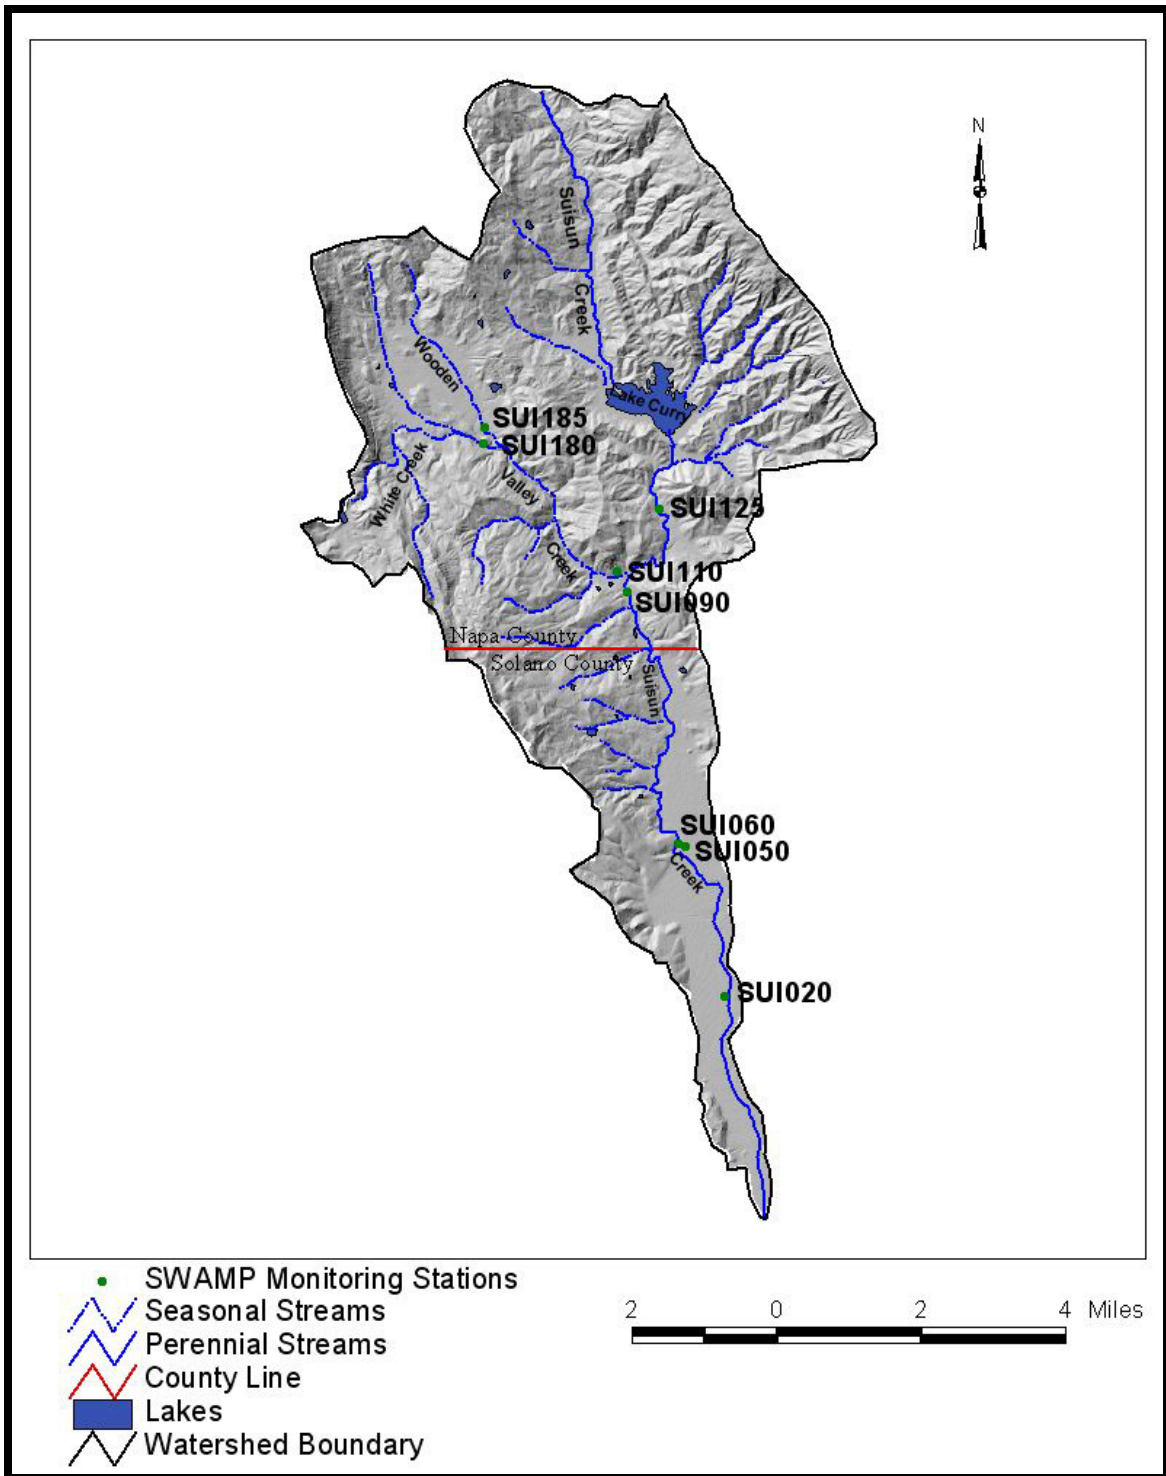 N
Suisun
Creek
Wooden
Lake Curry
SUI185
SUI180
White Creek
Valley
SUI125
Creek
SUI110
SUI090
Napa County
Solano County
Suisun
SUI060
SUI050
Creek
SUI020
SWAMP Monitoring Stations
Seasonal Streams
Perennial Streams
County Line
Lakes
Watershed Boundary
2 0 2 4 Miles